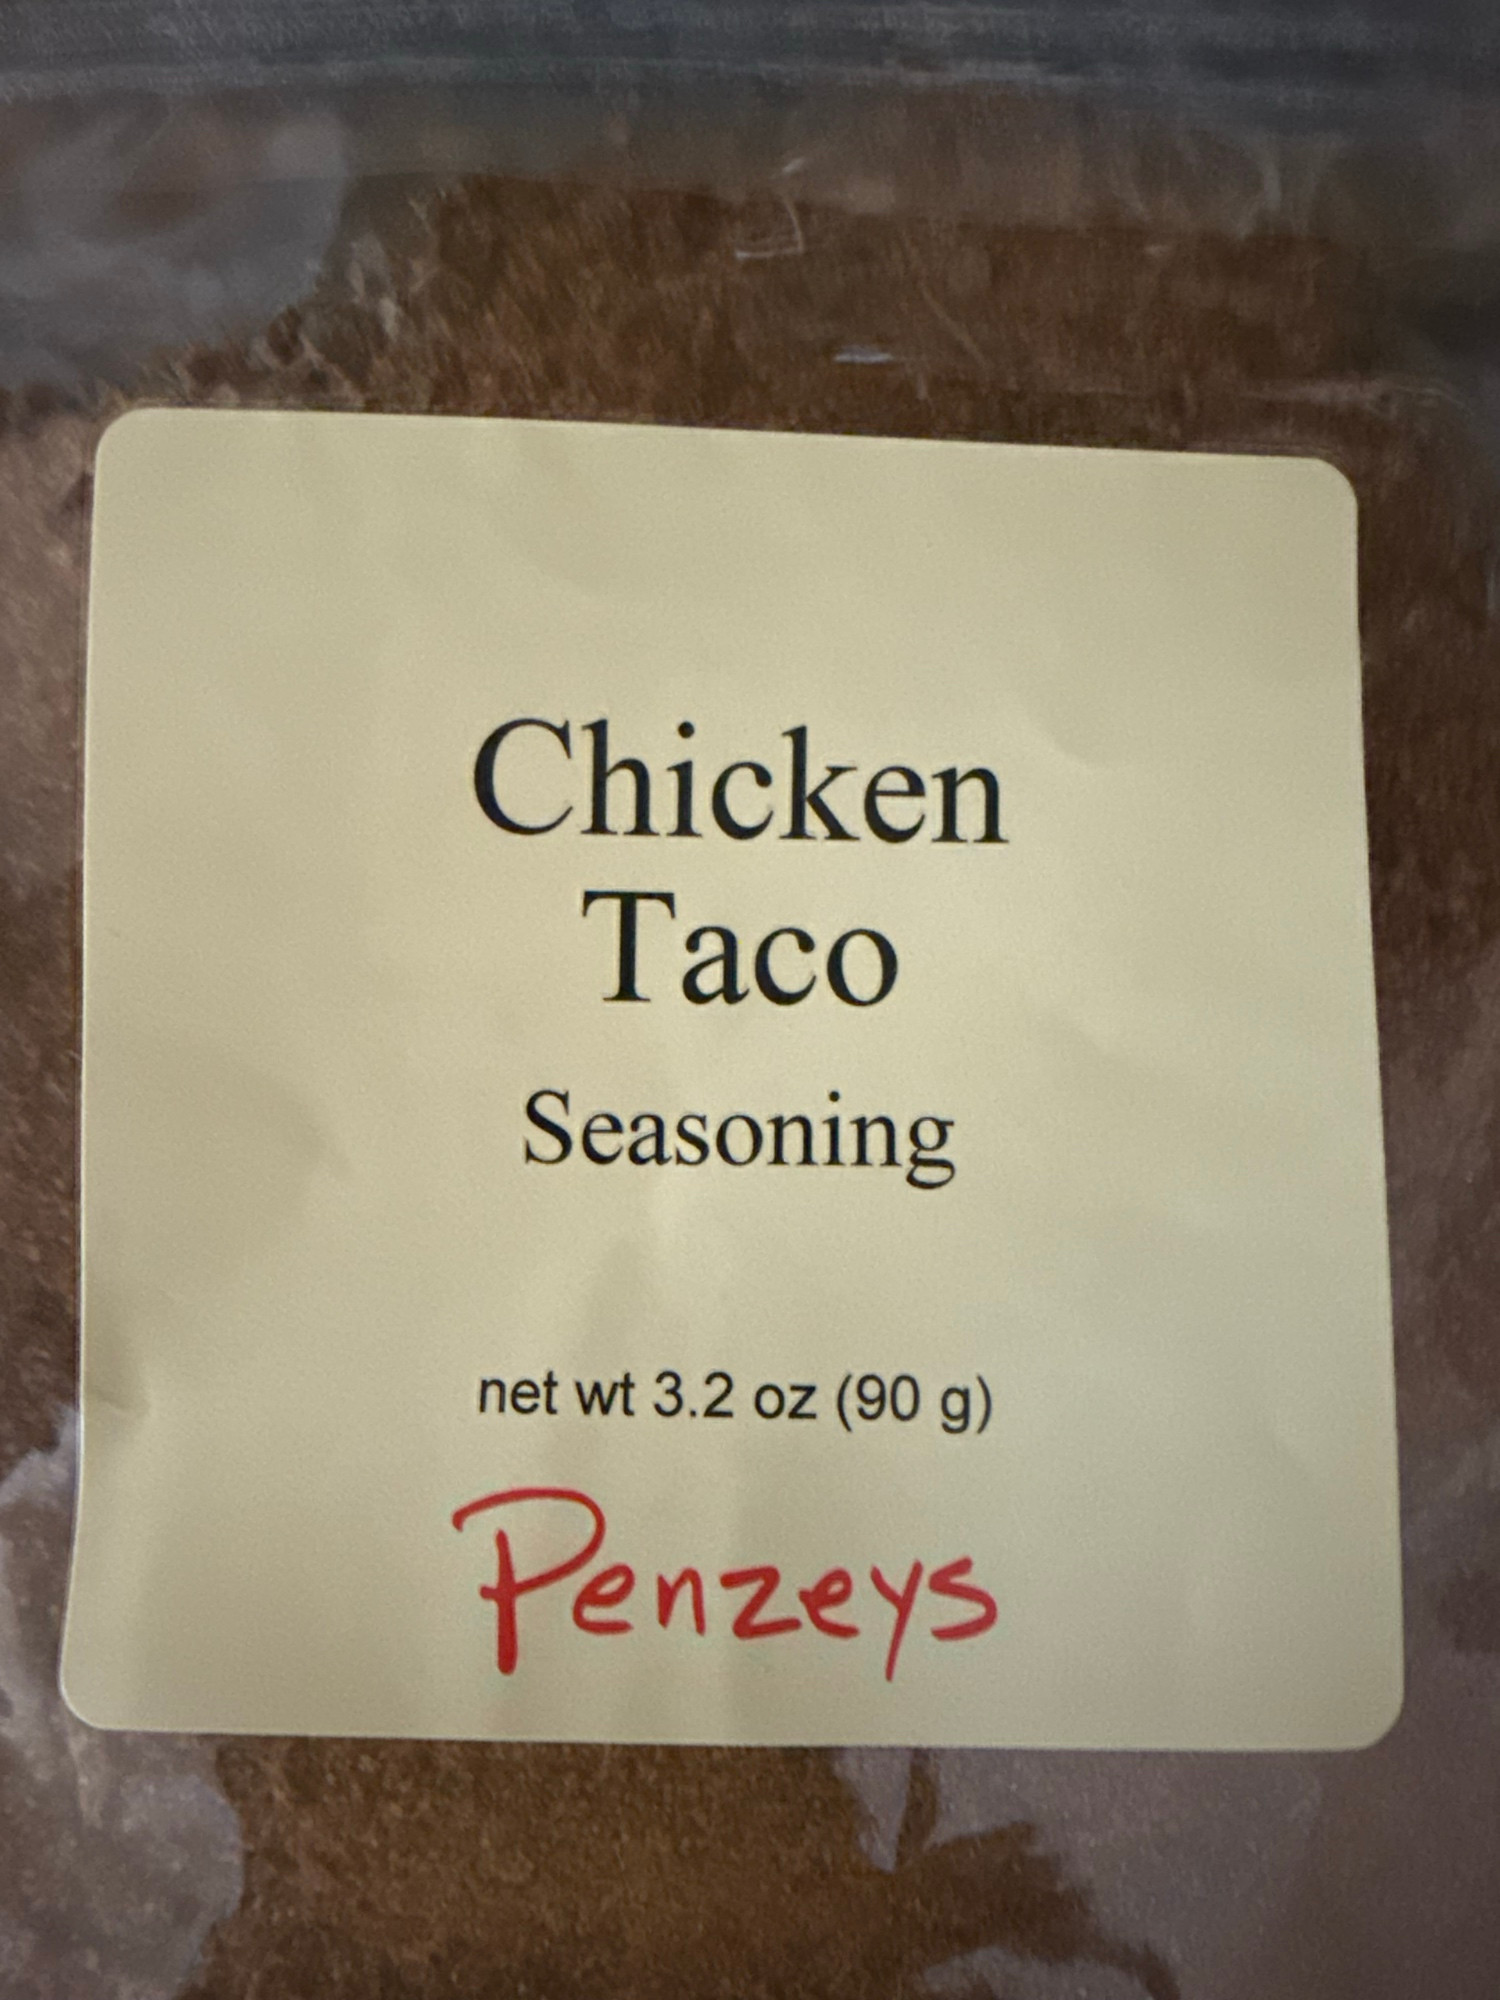 Chicken
Taco
Seasoning
net wt 3.2 oz (90 g)
Penzeys